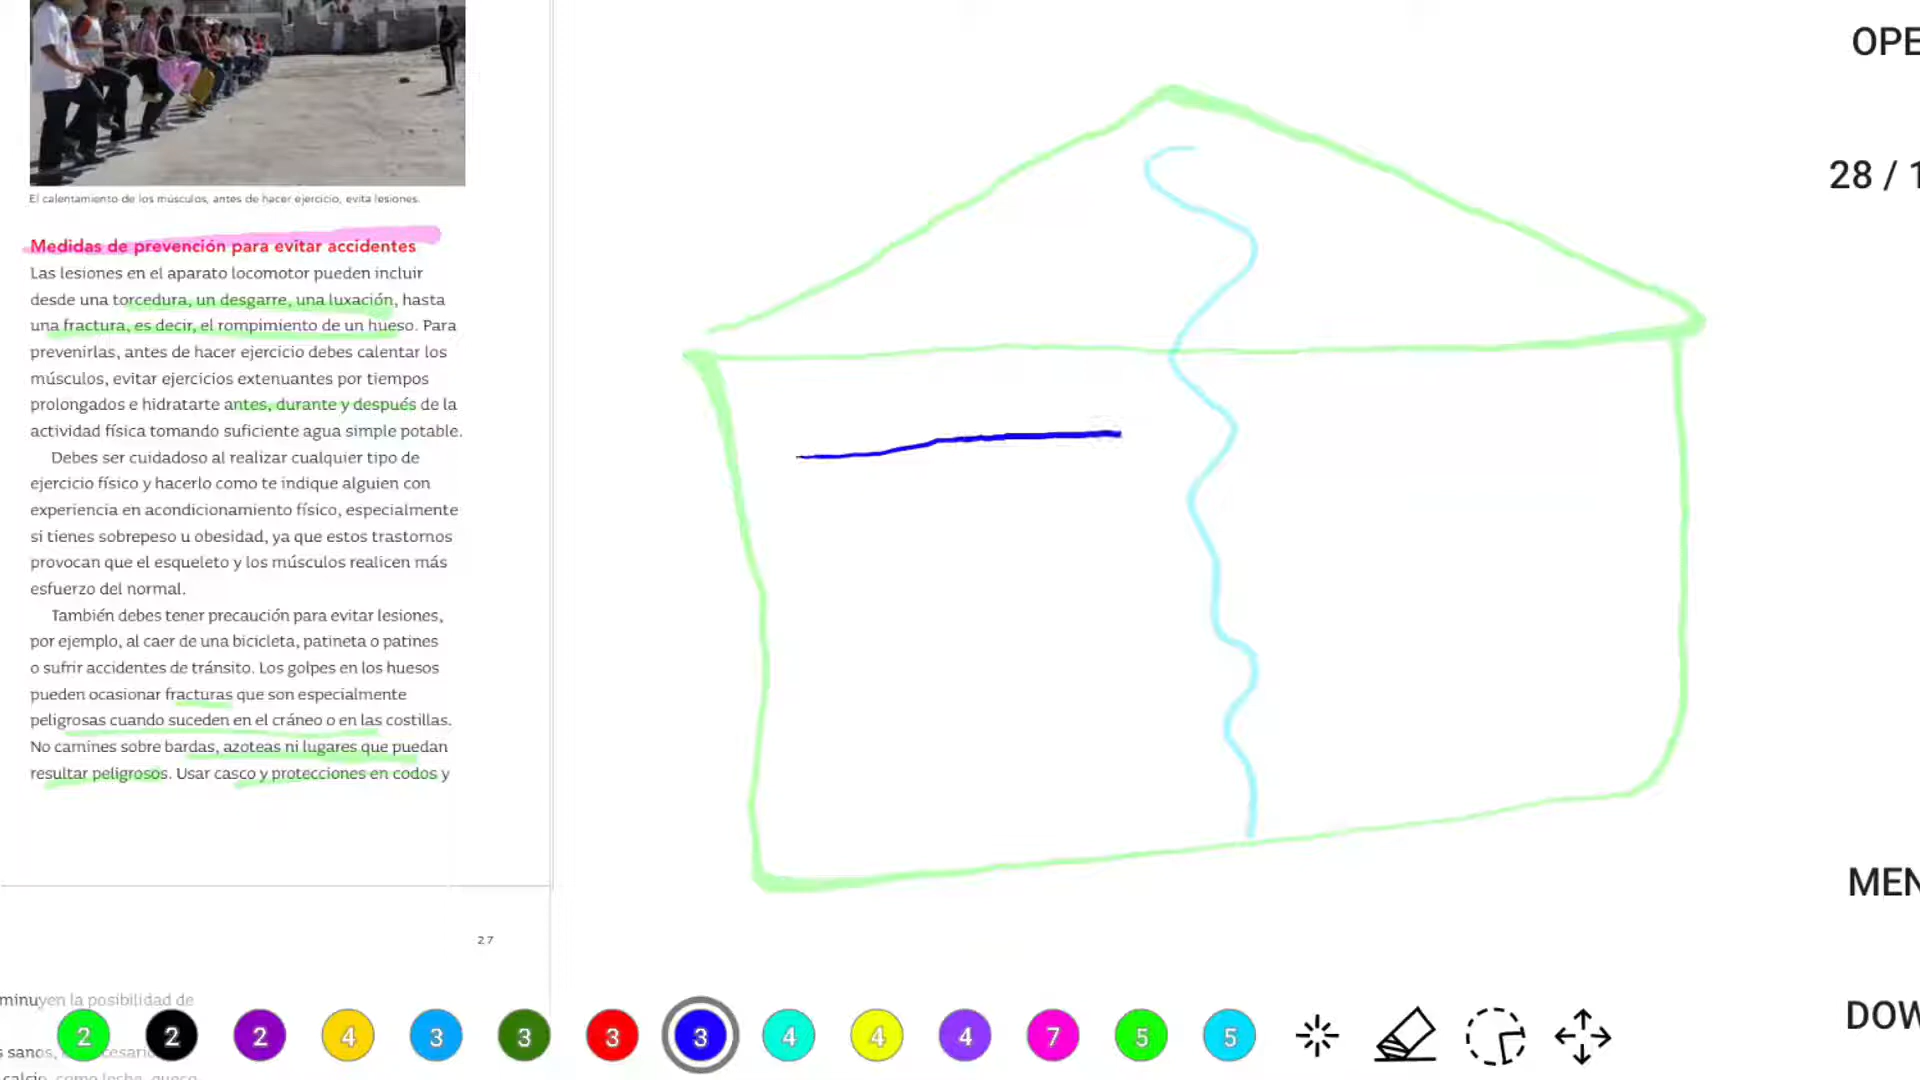 El calentamiento de los músculos, antes de hacer ejercicio, evita lesiones.
Medidas de prevención para evitar accidentes
Las lesiones en el aparato locomotor pueden incluir
desde una torcedura, un desgarre, una luxación, hasta
una fractura, es decir, el rompimiento de un hueso. Para
prevenirlas, antes de hacer ejercicio debes calentar los
músculos, evitar ejercicios extenuantes por tiempos
prolongados e hidratarte antes, durante y después de la
actividad física tomando suficiente agua simple potable.
Debes ser cuidadoso al realizar cualquier tipo de
ejercicio físico y hacerlo como te indique alguien con
experiencia en acondicionamiento físico, especialmente
si tienes sobrepeso u obesidad, ya que estos trastornos
provocan que el esqueleto y los músculos realicen más
esfuerzo del normal.
También debes tener precaución para evitar lesiones,
por ejemplo, al caer de una bicicleta, patineta o patines
o sufrir accidentes de tránsito. Los golpes en los huesos
pueden ocasionar fracturas que son especialmente
peligrosas cuando suceden en el cráneo o en las costillas.
No camines sobre bardas, azoteas ni lugares que puedan
resultar peligrosos. Usar casco y protecciones en codos y
27
minuyen la posibilidad de
s sanos,
calcio, como leche, queso
OPE
28 / 1
MEN
DOW
2 2 2 4 3 3 3 3 4 4 4 7 5 5